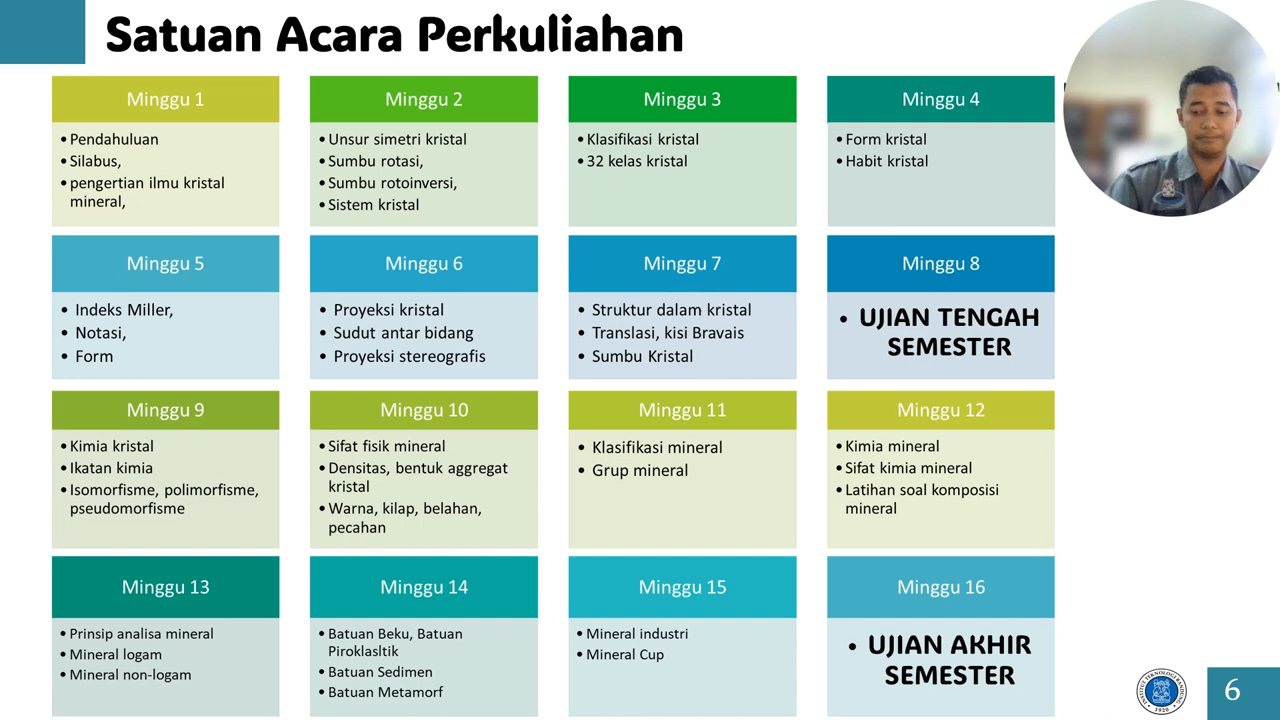 Satuan Acara Perkuliahan
Minggu 1
•Pendahuluan
•Silabus,
•pengertian ilmu kristal
mineral,
Minggu 2
•Unsur simetri kristal
•Sumbu rotasi,
•Sumbu rotoinversi,
•Sistem kristal
Minggu 3
•Klasifikasi kristal
•32 kelas kristal
Minggu 4
•Form kristal
•Habit kristal
Minggu 5
• Indeks Miller,
• Notasi,
• Form
Minggu 6
• Proyeksi kristal
• Sudut antar bidang
• Proyeksi stereografis
Minggu 7
• Struktur dalam kristal
• Translasi, kisi Bravais
• Sumbu Kristal
Minggu 8
• UJIAN TENGAH
SEMESTER
Minggu 9
•Kimia kristal
•Ikatan kimia
•Isomorfisme, polimorfisme,
pseudomorfisme
Minggu 10
•Sifat fisik mineral
•Densitas, bentuk aggregat
kristal
•Warna, kilap, belahan,
pecahan
Minggu 11
• Klasifikasi mineral
• Grup mineral
Minggu 12
•Kimia mineral
•Sifat kimia mineral
•Latihan soal komposisi
mineral
Minggu 13
•Prinsip analisa mineral
•Mineral logam
•Mineral non-logam
Minggu 14
•Batuan Beku, Batuan
Piroklasltik
•Batuan Sedimen
•Batuan Metamorf
Minggu 15
•Mineral industri
•Mineral Cup
Minggu 16
• UJIAN AKHIR
SEMESTER
INSTITUT TEKNOLOGI BANDUNG
1920
6